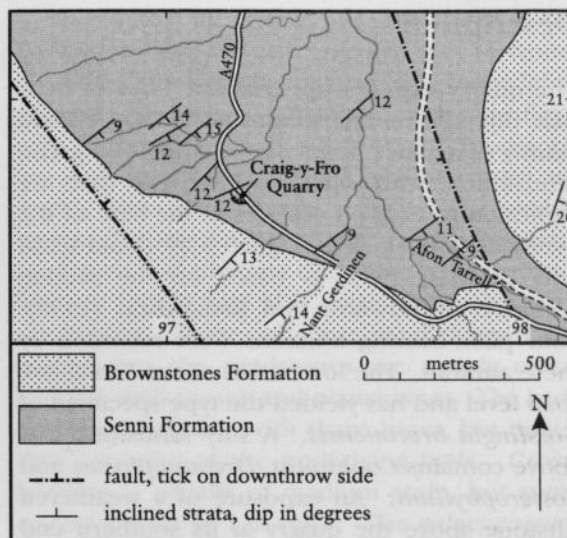 A470
21
12
14
9
15
12
Craig-y-Fro
Quarry
12
12
9
11
9
Afon Tarrell
20
13
Nant Gerdinen
14
97
98
Brownstones Formation
0 metres 500
Senni Formation
N
fault, tick on downthrow side
inclined strata, dip in degrees